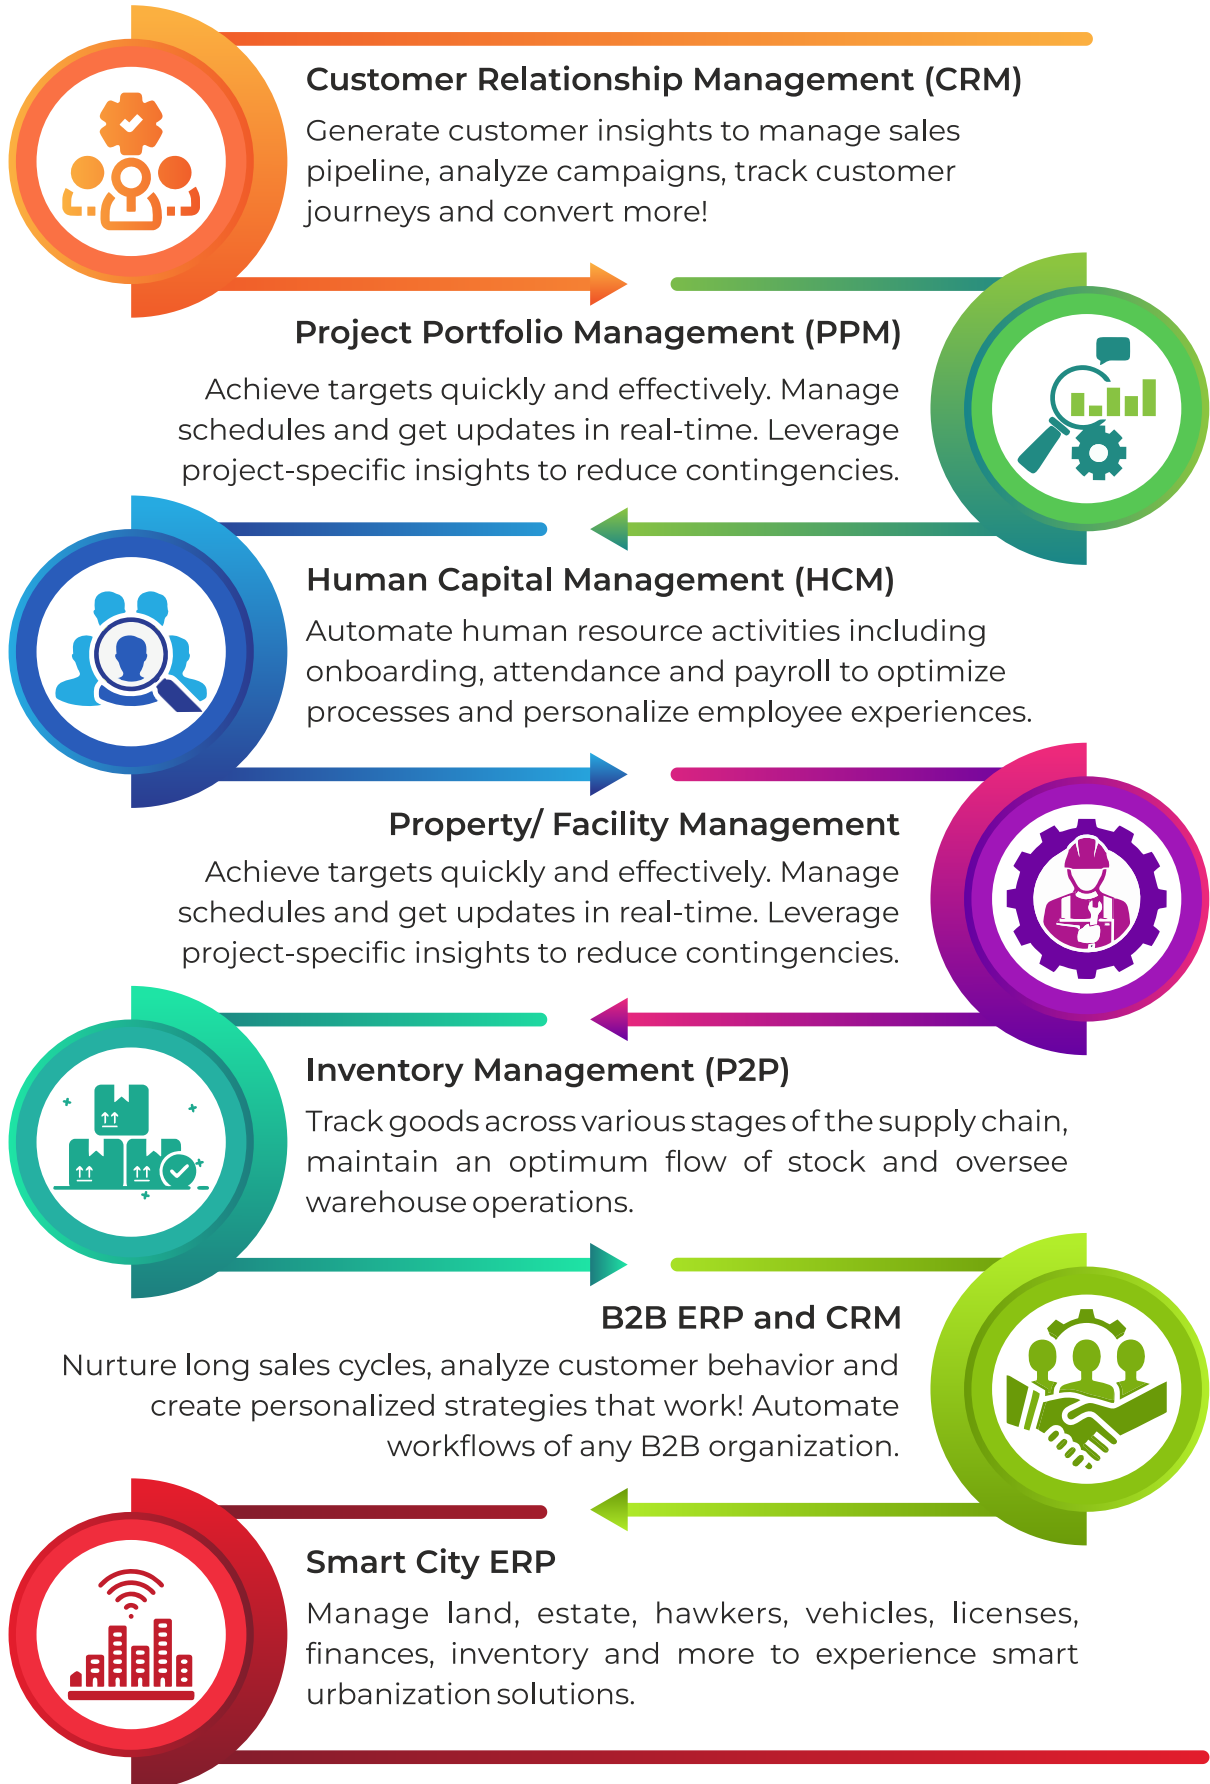 Customer Relationship Management (CRM)
Generate customer insights to manage sales
pipeline, analyze campaigns, track customer
journeys and convert more!
Project Portfolio Management (PPM)
Achieve targets quickly and effectively. Manage
schedules and get updates in real-time. Leverage
project-specific insights to reduce contingencies.
Human Capital Management (HCM)
Automate human resource activities including
onboarding, attendance and payroll to optimize
processes and personalize employee experiences.
Property/ Facility Management
Achieve targets quickly and effectively. Manage
schedules and get updates in real-time. Leverage
project-specific insights to reduce contingencies.
Inventory Management (P2P)
Track goods across various stages of the supply chain,
maintain an optimum flow of stock and oversee
warehouse operations.
B2B ERP and CRM
Nurture long sales cycles, analyze customer behavior and
create personalized strategies that work! Automate
workflows of any B2B organization.
Smart City ERP
Manage land, estate, hawkers, vehicles, licenses,
finances, inventory and more to experience smart
urbanization solutions.